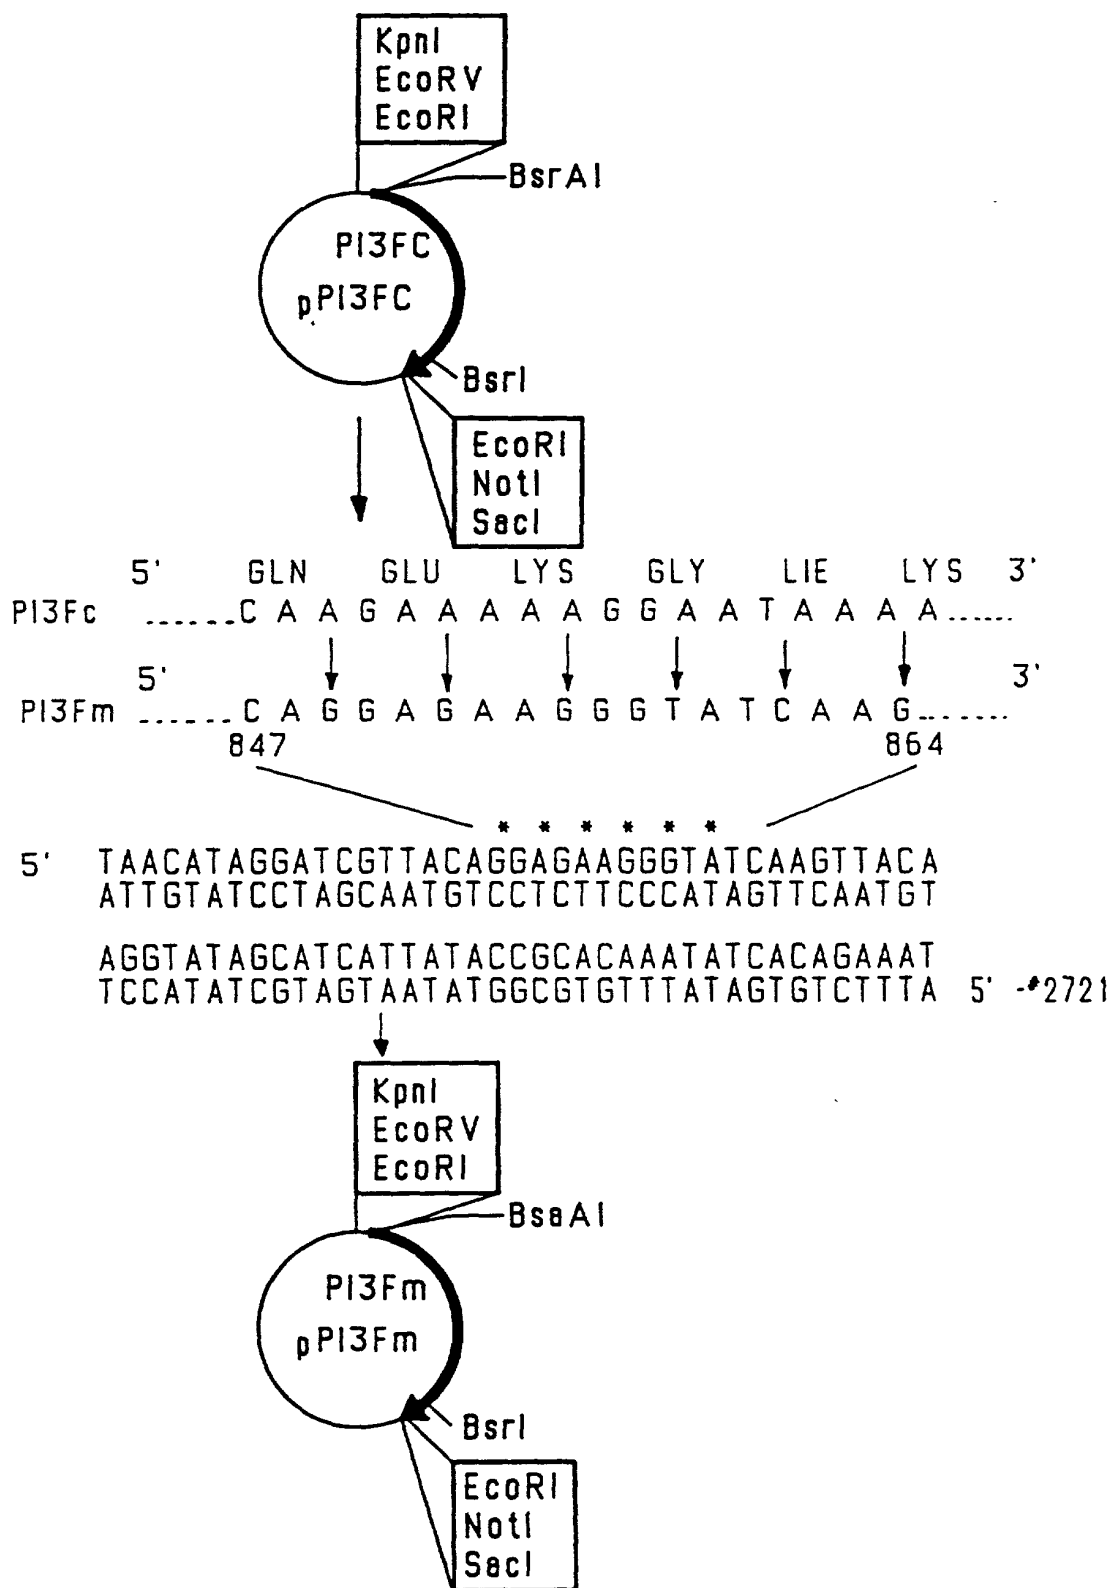 KpnI
EcoRV
EcoRI
BsrAI
PI3FC
pPI3FC
BsrI
EcoRI
NotI
SacI
5' GLN GLU LYS GLY LIE LYS 3'
PI3Fc ......C A A G A A A A A G G A A T A A A A......
5' 3'
PI3Fm ......C A G G A G A A G G G T A T C A A G......
847 864
* * * * * *
5' TAACATAGGATCGTTACAGGAGAAGGGTATCAAGTTACA
ATTGTATCCTAGCAATGTCCTCTTCCCATAGTTCAATGT
AGGTATAGCATCATTATACCGCACAAATATCACAGAAAT
TCCATATCGTAGTAATATGGCGTGTTTATAGTGTCTTTA 5' -#2721
KpnI
EcoRV
EcoRI
BsaAI
PI3Fm
pPI3Fm
BsrI
EcoRI
NotI
SacI